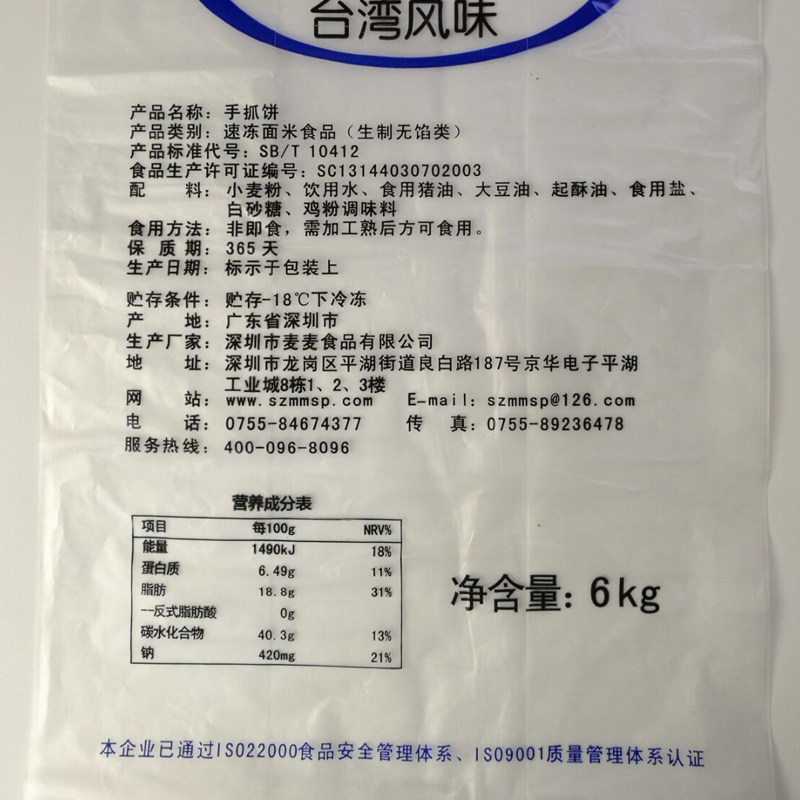 台湾风味
产品名称：手抓饼
产品类别：速冻面米食品（生制无馅类）
产品标准代号：SB/T 10412
食品生产许可证编号：SC13144030702003
配 料：小麦粉、饮用水、食用猪油、大豆油、起酥油、食用盐、
白砂糖、鸡粉调味料
食用方法：非即食，需加工熟后方可食用。
保 质 期：365天
生产日期：标示于包装上
贮存条件：贮存-18℃下冷冻
产 地：广东省深圳市
生产厂家：深圳市麦麦食品有限公司
地 址：深圳市龙岗区平湖街道良白路187号京华电子平湖
工业城8栋1、2、3楼
网 站：www.szmmsp.com E-mail：szmmsp@126.com
电 话：0755-84674377 传 真：0755-89236478
服务热线：400-096-8096
营养成分表
项目 每100g NRV%
能量 1490kJ 18%
蛋白质 6.49g 11%
脂肪 18.8g 31%
--反式脂肪酸 0g
碳水化合物 40.3g 13%
钠 420mg 21%
净含量：6kg
本企业已通过ISO22000食品安全管理体系、ISO9001质量管理体系认证